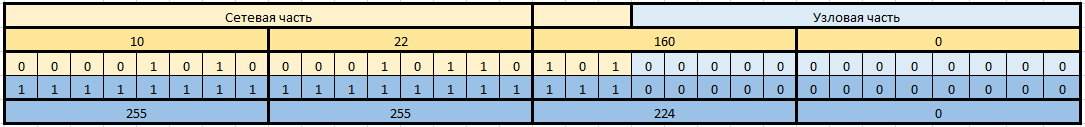 Сетевая часть Узловая часть
10 22 160 0
0 0 0 0 1 0 1 0 0 0 0 1 0 1 1 0 1 0 1 0 0 0 0 0 0 0 0 0 0 0 0 0
1 1 1 1 1 1 1 1 1 1 1 1 1 1 1 1 1 1 1 0 0 0 0 0 0 0 0 0 0 0 0 0
255 255 224 0